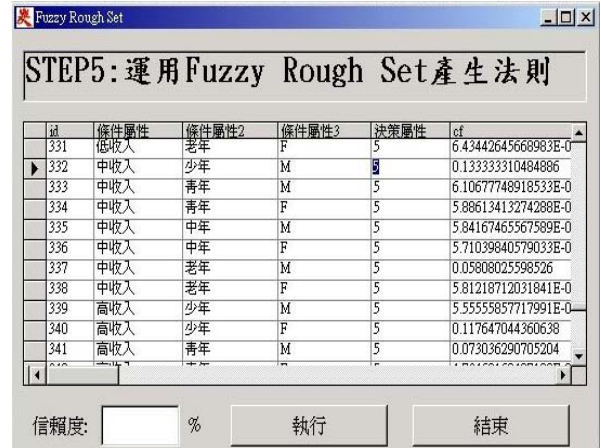 Fuzzy Rough Set
STEP5:運用Fuzzy Rough Set產生法則
id 條件屬性 條件屬性2 條件屬性3 決策屬性 cf
331 低收入 老年 F 5 6.43442645668983E-0
332 中收入 少年 M 5 0.133333310484886
333 中收入 青年 M 5 6.10677748918533E-0
334 中收入 青年 F 5 5.88613413274288E-0
335 中收入 中年 M 5 5.84167465567589E-0
336 中收入 中年 F 5 5.71039840579033E-0
337 中收入 老年 M 5 0.05808025598526
338 中收入 老年 F 5 5.81218712031841E-0
339 高收入 少年 M 5 5.55555857717991E-0
340 高收入 少年 F 5 0.117647044360638
341 高收入 青年 M 5 0.073036290705204
信賴度: % 執行 結束